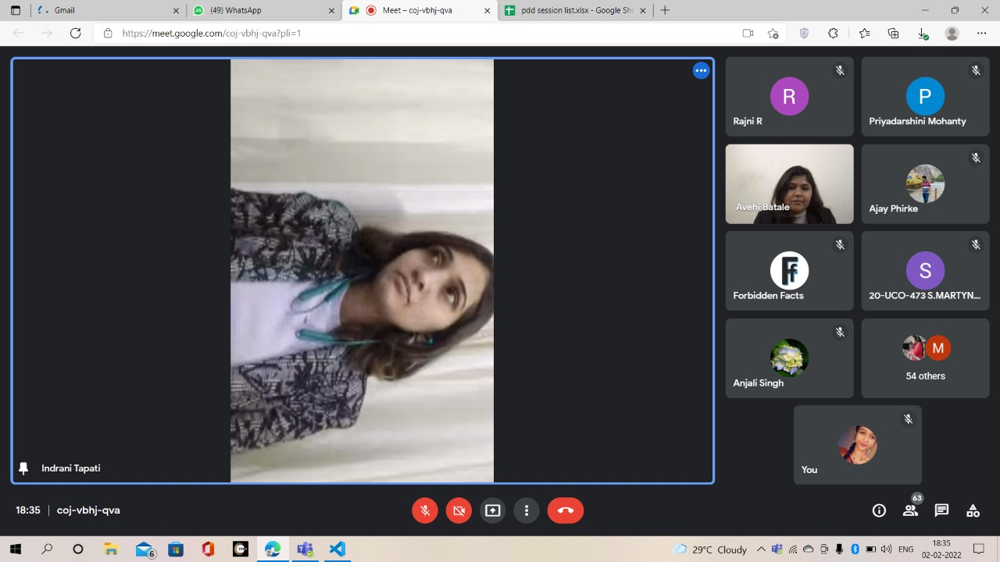 Gmail
(49) WhatsApp
Meet – coj-vbhj-qva
pdd session list.xlsx - Google She
https://meet.google.com/coj-vbhj-qva?pli=1
R
Rajni R
P
Priyadarshini Mohanty
Avehi Batale
Ajay Phirke
Forbidden Facts
S
20-UCO-473 S.MARTYN...
Anjali Singh
M
54 others
You
Indrani Tapati
18:35 | coj-vbhj-qva
63
6
29°C Cloudy
ENG
18:35
02-02-2022